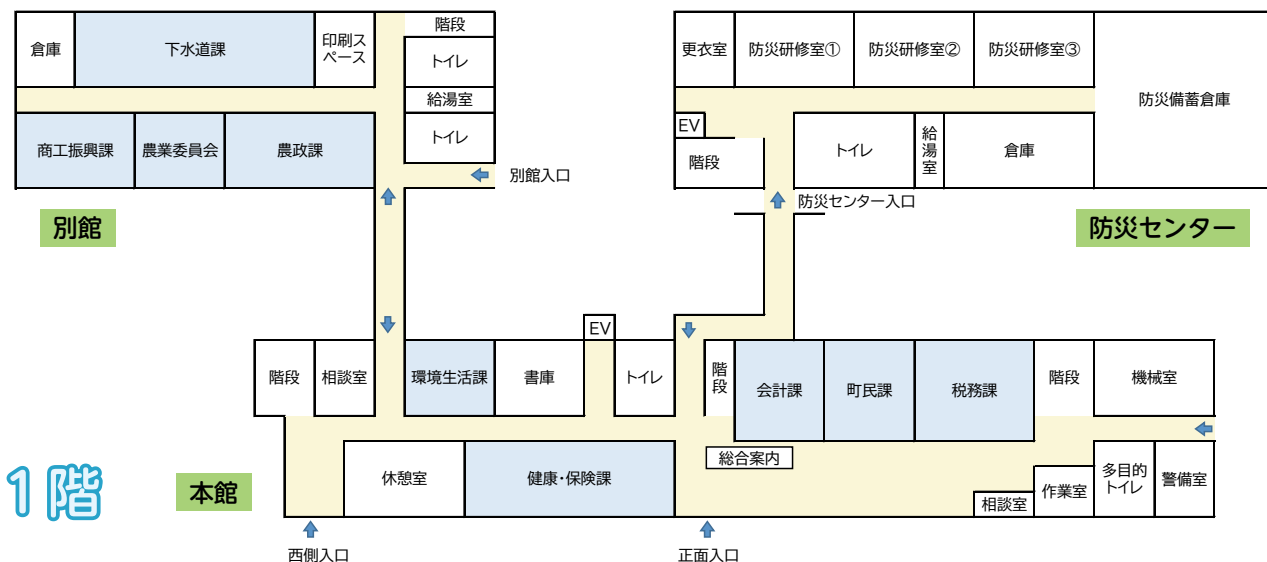 倉庫
下水道課
印刷ス
ペース
階段
トイレ
給湯室
トイレ
商工振興課
農業委員会
農政課
別館入口
別館
更衣室
防災研修室①
防災研修室②
防災研修室③
防災備蓄倉庫
EV
階段
トイレ
給湯室
倉庫
防災センター入口
防災センター
階段
相談室
環境生活課
書庫
EV
トイレ
階段
会計課
町民課
税務課
階段
機械室
総合案内
休憩室
健康・保険課
相談室
作業室
多目的
トイレ
警備室
1階
本館
西側入口
正面入口